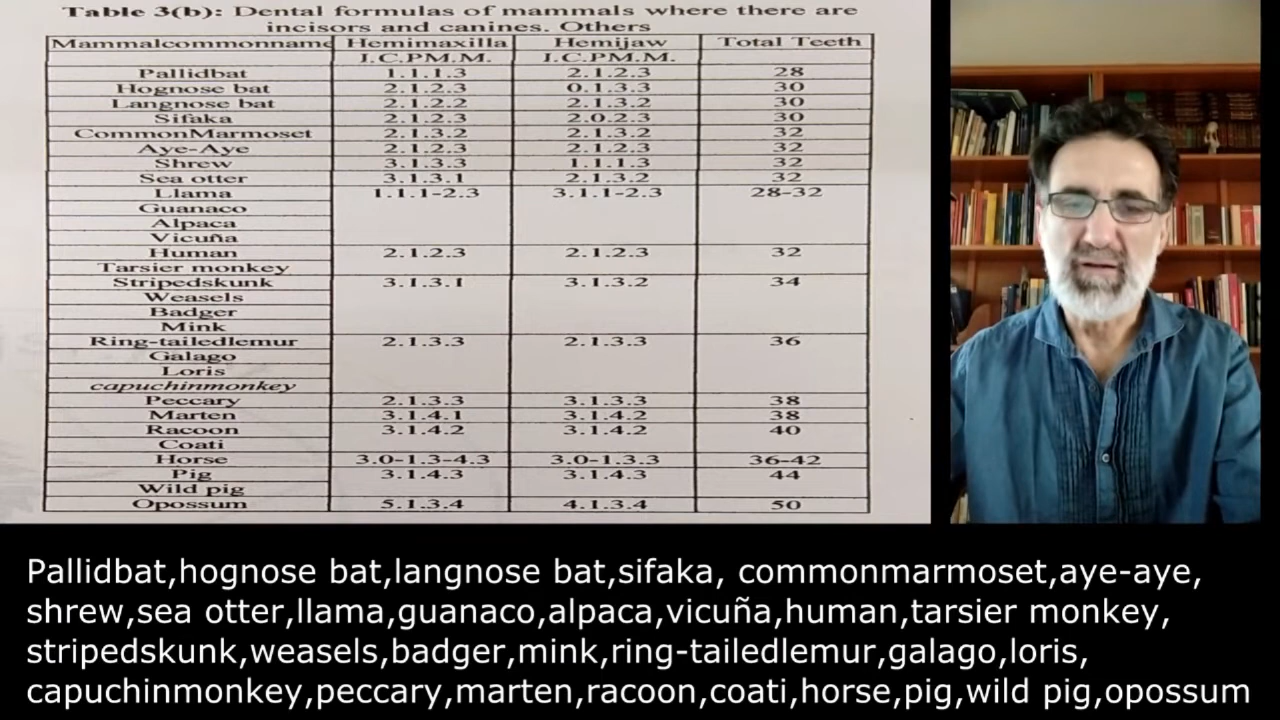 Table 3(b): Dental formulas of mammals where there are
incisors and canines. Others
Mammalcommonname Hemimaxilla Hemijaw Total Teeth
I.C.PM.M. I.C.PM.M.
Pallidbat 1.1.1.3 2.1.2.3 28
Hognose bat 2.1.2.3 0.1.3.3 30
Langnose bat 2.1.2.2 2.1.3.2 30
Sifaka 2.1.2.3 2.0.2.3 30
CommonMarmoset 2.1.3.2 2.1.3.2 32
Aye-Aye 2.1.2.3 2.1.2.3 32
Shrew 3.1.3.3 1.1.1.3 32
Sea otter 3.1.3.1 2.1.3.2 32
Llama 1.1.1-2.3 3.1.1-2.3 28-32
Guanaco
Alpaca
Vicuña
Human 2.1.2.3 2.1.2.3 32
Tarsier monkey
Stripedskunk 3.1.3.1 3.1.3.2 34
Weasels
Badger
Mink
Ring-tailedlemur 2.1.3.3 2.1.3.3 36
Galago
Loris
capuchinmonkey
Peccary 2.1.3.3 3.1.3.3 38
Marten 3.1.4.1 3.1.4.2 38
Racoon 3.1.4.2 3.1.4.2 40
Coati
Horse 3.0-1.3-4.3 3.0-1.3.3 36-42
Pig 3.1.4.3 3.1.4.3 44
Wild pig
Opossum 5.1.3.4 4.1.3.4 50
Pallidbat,hognose bat,langnose bat,sifaka, commonmarmoset,aye-aye,
shrew,sea otter,llama,guanaco,alpaca,vicuña,human,tarsier monkey,
stripedskunk,weasels,badger,mink,ring-tailedlemur,galago,loris,
capuchinmonkey,peccary,marten,racoon,coati,horse,pig,wild pig,opossum